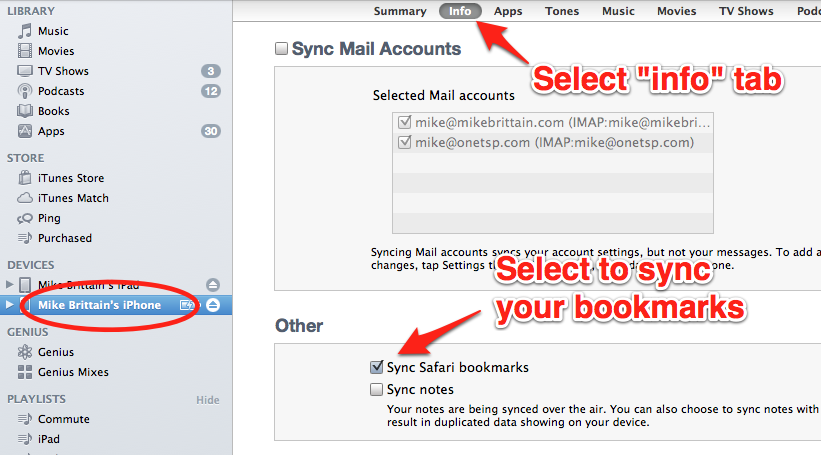 LIBRARY
Music
Movies
TV Shows 3
Podcasts 12
Books
Apps 30
STORE
iTunes Store
iTunes Match
Ping
Purchased
DEVICES
Mike Brittain's iPad
Mike Brittain's iPhone
GENIUS
Genius
Genius Mixes
PLAYLISTS Hide
Commute
iPad
Summary Info Apps Tones Music Movies TV Shows Podc
Sync Mail Accounts
Select "info" tab
Selected Mail accounts
mike@mikebrittain.com (IMAP:mike@mikebri...
mike@onetsp.com (IMAP:mike@onetsp.com)
Syncing Mail accounts syncs your account settings, but not your messages. To add a
changes, tap Settings
Select to sync
your bookmarks
Other
Sync Safari bookmarks
Sync notes
Your notes are being synced over the air. You can also choose to sync notes with
result in duplicated data showing on your device.